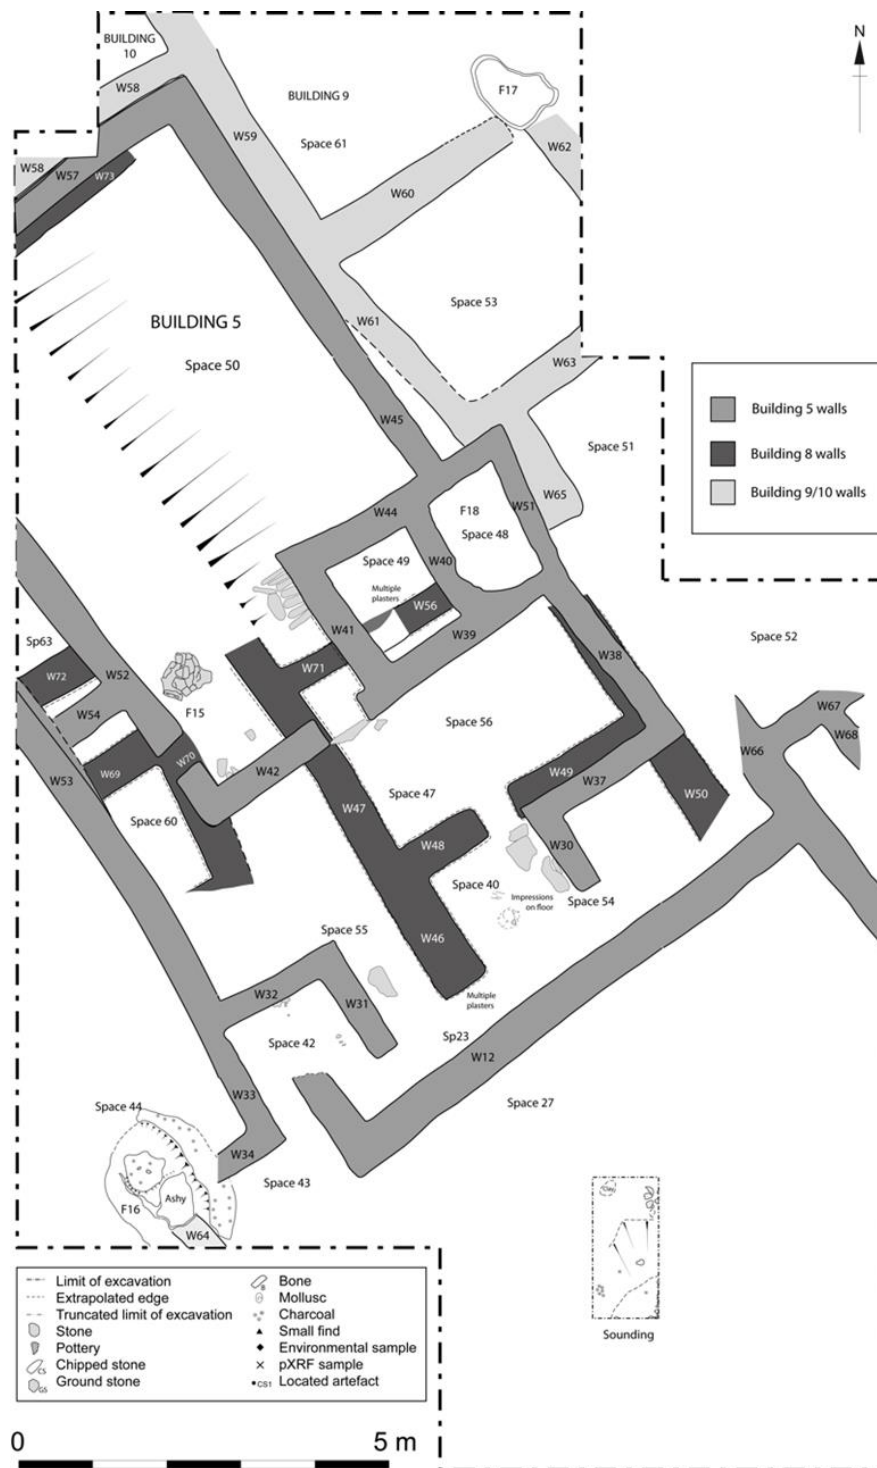 BUILDING
10
N
W58
BUILDING 9
F17
W59
Space 61
W62
W58
W57
W73
W60
BUILDING 5
Space 53
W61
Space 50
W63
Building 5 walls
W45
Building 8 walls
Space 51
Building 9/10 walls
W65
W44
F18
W51
Space 48
Space 49
W40
Multiple
plasters
W56
W41
W39
Sp63
W38
Space 52
W72
W52
W71
W54
F15
Space 56
W67
W68
W70
W66
W53
W69
W42
W49
W37
W50
W47
Space 47
Space 60
W48
W30
Space 40
Impressions
on floor
Space 54
Space 55
W46
W32
W31
Multiple
plasters
Space 42
Sp23
W12
W33
Space 27
Space 44
W34
Space 43
Ashy
F16
W64
Limit of excavation
Extrapolated edge
Truncated limit of excavation
Stone
Pottery
Chipped stone
CS
Ground stone
GS
Bone
B
Mollusc
Charcoal
Small find
Environmental sample
pXRF sample
CS1 Located artefact
Sounding
0
5 m